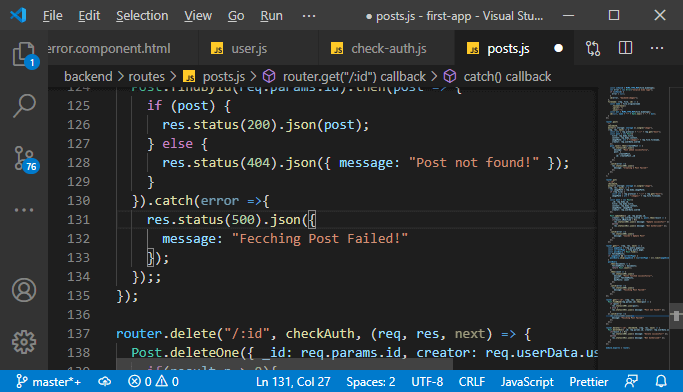 File Edit Selection View Go Run ··· ● posts.js - first-app - Visual Stu...
error.component.html JS user.js JS check-auth.js JS posts.js ● ···
backend > routes > JS posts.js > router.get("/:id") callback > catch() callback
124 Post.findById(req.params.id).then(post => {
125 if (post) {
126 res.status(200).json(post);
127 } else {
128 res.status(404).json({ message: "Post not found!" });
129 }
130 }).catch(error =>{
131 res.status(500).json({
132 message: "Fecching Post Failed!"
133 });
134 });;
135 });
136
137 router.delete("/:id", checkAuth, (req, res, next) => {
138 Post.deleteOne({ _id: req.params.id, creator: req.userData.us
139 if(result.n > 0){
1
76
master*+ 0 0 Ln 131, Col 27 Spaces: 2 UTF-8 CRLF JavaScript Prettier